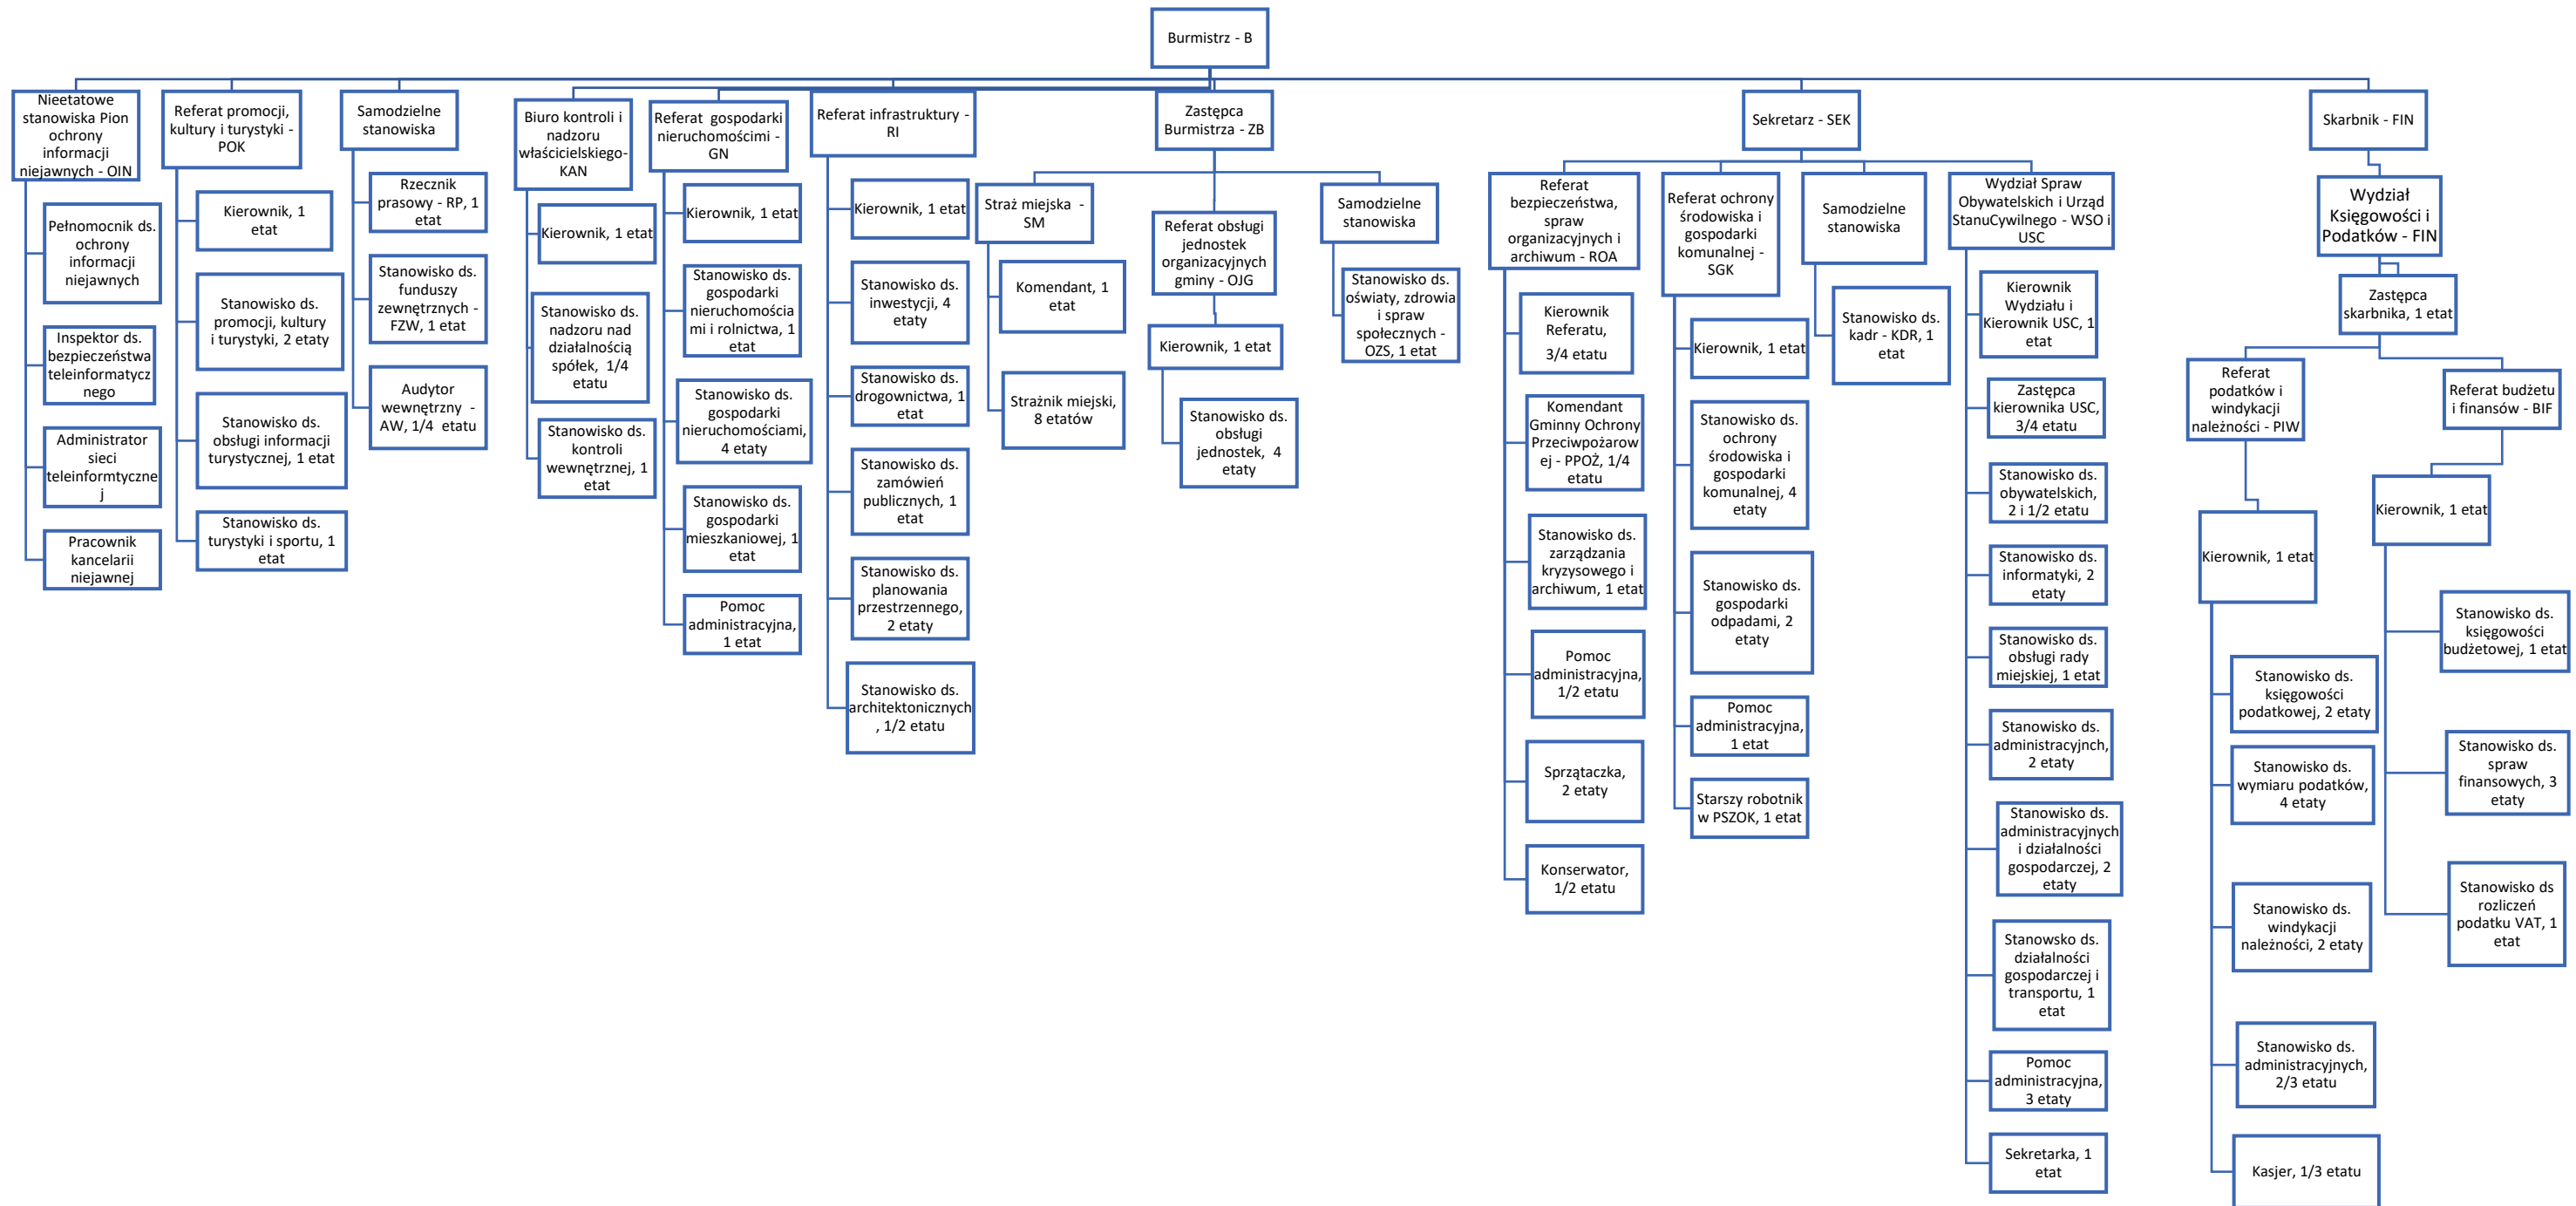 Burmistrz - B
Nieetatowe
stanowiska Pion
ochrony
informacji
niejawnych - OIN
Pełnomocnik ds.
ochrony
informacji
niejawnych
Inspektor ds.
bezpieczeństwa
teleinformatycz
nego
Administrator
sieci
teleinformtyczne
j
Pracownik
kancelarii
niejawnej
Referat promocji,
kultury i turystyki -
POK
Kierownik, 1
etat
Stanowisko ds.
promocji, kultury
i turystyki, 2 etaty
Stanowisko ds.
obsługi informacji
turystycznej, 1 etat
Stanowisko ds.
turystyki i sportu, 1
etat
Samodzielne
stanowiska
Rzecznik
prasowy - RP, 1
etat
Stanowisko ds.
funduszy
zewnętrznych -
FZW, 1 etat
Audytor
wewnętrzny -
AW, 1/4 etatu
Biuro kontroli i
nadzoru
właścicielskiego-
KAN
Kierownik, 1 etat
Stanowisko ds.
nadzoru nad
działalnością
spółek, 1/4
etatu
Stanowisko ds.
kontroli
wewnętrznej, 1
etat
Referat gospodarki
nieruchomościmi -
GN
Kierownik, 1 etat
Stanowisko ds.
gospodarki
nieruchomościa
mi i rolnictwa, 1
etat
Stanowisko ds.
gospodarki
nieruchomościami,
4 etaty
Stanowisko ds.
gospodarki
mieszkaniowej, 1
etat
Pomoc
administracyjna,
1 etat
Referat infrastruktury -
RI
Kierownik, 1 etat
Stanowisko ds.
inwestycji, 4
etaty
Stanowisko ds.
drogownictwa, 1
etat
Stanowisko ds.
zamówień
publicznych, 1
etat
Stanowisko ds.
planowania
przestrzennego,
2 etaty
Stanowisko ds.
architektonicznych
, 1/2 etatu
Zastępca
Burmistrza - ZB
Straż miejska - 
SM
Komendant, 1
etat
Strażnik miejski,
8 etatów
Referat obsługi
jednostek
organizacyjnych
gminy - OJG
Kierownik, 1 etat
Stanowisko ds.
obsługi
jednostek, 4
etaty
Samodzielne
stanowiska
Stanowisko ds.
oświaty, zdrowia
i spraw
społecznych -
OZS, 1 etat
Sekretarz - SEK
Referat
bezpieczeństwa,
spraw
organizacyjnych i
archiwum - ROA
Kierownik
Referatu,
3/4 etatu
Komendant
Gminny Ochrony
Przeciwpożarow
ej - PPOŻ, 1/4
etatu
Stanowisko ds.
zarządzania
kryzysowego i
archiwum, 1 etat
Pomoc
administracyjna,
1/2 etatu
Sprzątaczka,
2 etaty
Konserwator,
1/2 etatu
Referat ochrony
środowiska i
gospodarki
komunalnej -
SGK
Kierownik, 1 etat
Stanowisko ds.
ochrony
środowiska i
gospodarki
komunalnej, 4
etaty
Stanowisko ds.
gospodarki
odpadami, 2
etaty
Pomoc
administracyjna,
1 etat
Starszy robotnik
w PSZOK, 1 etat
Samodzielne
stanowiska
Stanowisko ds.
kadr - KDR, 1
etat
Wydział Spraw
Obywatelskich i Urząd
StanuCywilnego - WSO i
USC
Kierownik
Wydziału i
Kierownik USC, 1
etat
Zastępca
kierownika USC,
3/4 etatu
Stanowisko ds.
obywatelskich,
2 i 1/2 etatu
Stanowisko ds.
informatyki, 2
etaty
Stanowisko ds.
obsługi rady
miejskiej, 1 etat
Stanowisko ds.
administracyjnch,
2 etaty
Stanowisko ds.
administracyjnych
i działalności
gospodarczej, 2
etaty
Stanowsko ds.
działalności
gospodarczej i
transportu, 1
etat
Pomoc
administracyjna,
3 etaty
Sekretarka, 1
etat
Skarbnik - FIN
Wydział
Księgowości i
Podatków - FIN
Zastępca
skarbnika, 1 etat
Referat
podatków i
windykacji
należności - PIW
Kierownik, 1 etat
Stanowisko ds.
księgowości
podatkowej, 2 etaty
Stanowisko ds.
wymiaru podatków,
4 etaty
Stanowisko ds.
windykacji
należności, 2 etaty
Stanowisko ds.
administracyjnych,
2/3 etatu
Kasjer, 1/3 etatu
Referat budżetu
i finansów - BIF
Kierownik, 1 etat
Stanowisko ds.
księgowości
budżetowej, 1 etat
Stanowisko ds.
spraw
finansowych, 3
etaty
Stanowisko ds
rozliczeń
podatku VAT, 1
etat